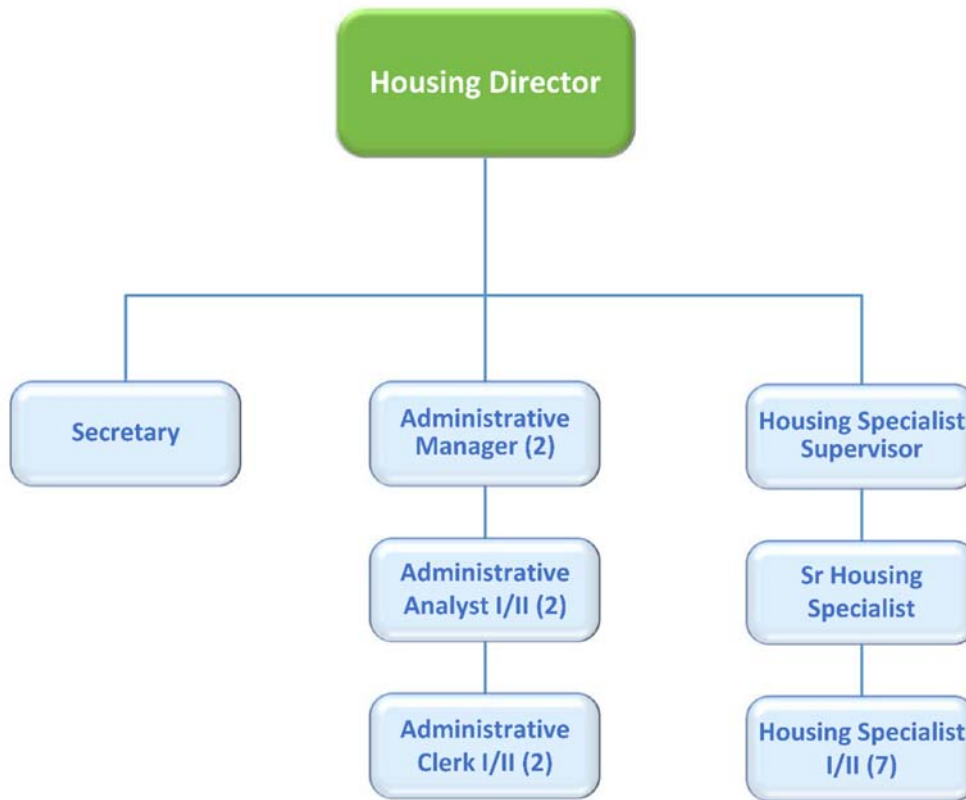 Housing Director
Secretary
Administrative
Manager (2)
Housing Specialist
Supervisor
Administrative
Analyst I/II (2)
Sr Housing
Specialist
Administrative
Clerk I/II (2)
Housing Specialist
I/II (7)